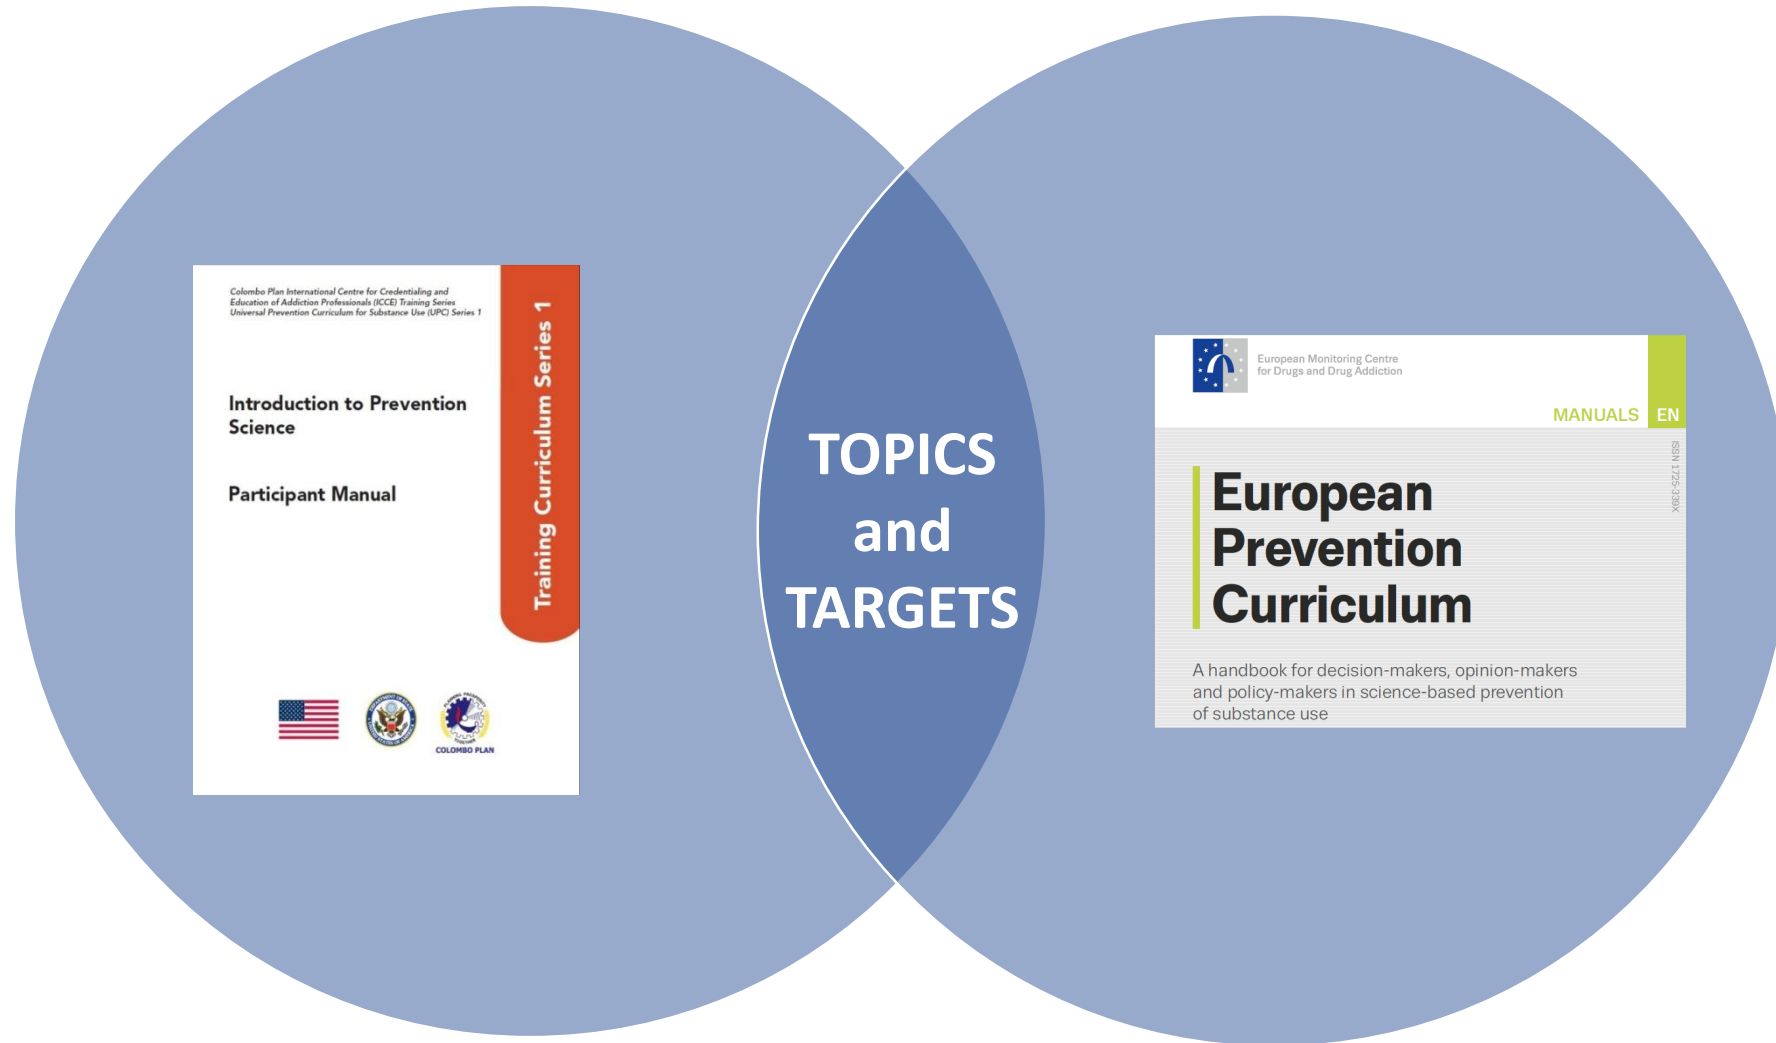 Colombo Plan International Centre for Credentialing and
Education of Addiction Professionals (ICCE) Training Series
Universal Prevention Curriculum for Substance Use (UPC) Series 1
Introduction to Prevention
Science
Participant Manual
Training Curriculum Series 1
COLOMBO PLAN
TOPICS
and
TARGETS
European Monitoring Centre
for Drugs and Drug Addiction
MANUALS
EN
ISSN 1725-339X
European
Prevention
Curriculum
A handbook for decision-makers, opinion-makers
and policy-makers in science-based prevention
of substance use